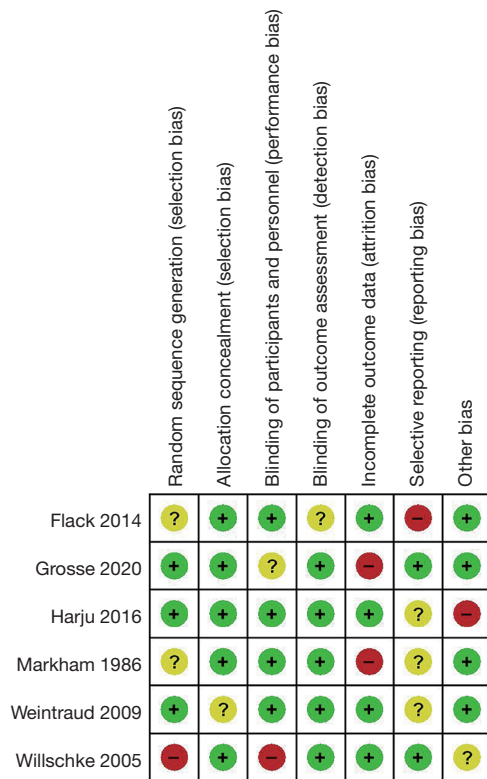 Random sequence generation (selection bias)
Allocation concealment (selection bias)
Blinding of participants and personnel (performance bias)
Blinding of outcome assessment (detection bias)
Incomplete outcome data (attrition bias)
Selective reporting (reporting bias)
Other bias
Flack 2014 ? + + ? + − +
Grosse 2020 + + ? + − + +
Harju 2016 + + + + + ? −
Markham 1986 ? + + + − ? +
Weintraud 2009 + ? + + + ? +
Willschke 2005 − + − + + + ?